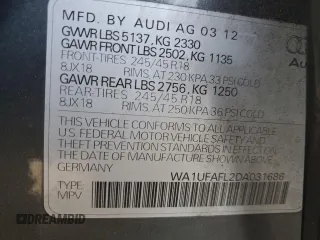 MFD. BY AUDI AG 03 12
GVWR LBS 5137, KG 2330
GAWR FRONT LBS 2502, KG 1135
FRONT-TIRES 245/45 R18
8JX18 RIMS, AT 230 KPA 33 PSI COLD
GAWR REAR LBS 2756, KG 1250
REAR-TIRES 245/45 R18
8JX18 RIMS, AT 250 KPA 36 PSI COLD
THIS VEHICLE CONFORMS TO ALL APPLICABLE
U.S FEDERAL MOTOR VEHICLE SAFETY AND
THEFT PREVENTION STANDARDS IN EFFECT ON
THE DATE OF MANUFACTURE SHOWN ABOVE.
GERMANY
WA1UFAFL2DA031686
TYPE:
MPV
DREAMBID